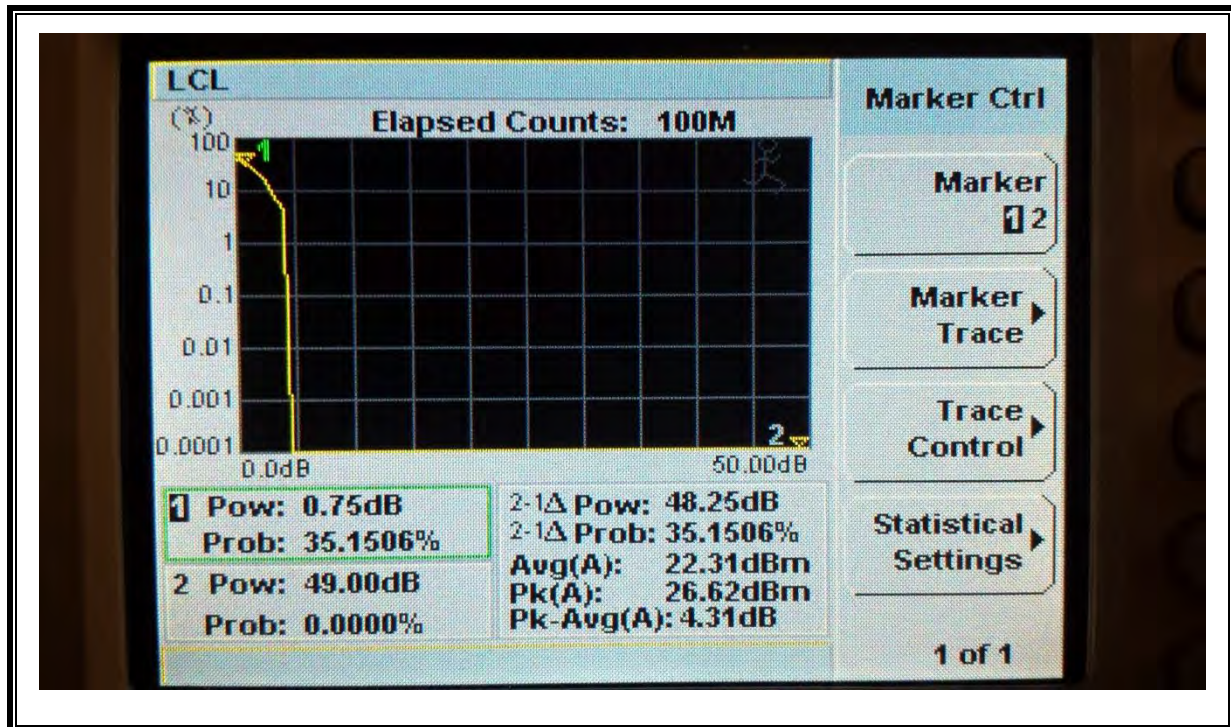 LCL
(%)
Elapsed Counts: 100M
100
1
10
1
0.1
0.01
0.001
0.0001
2
0.0dB
50.00dB
1 Pow: 0.75dB
Prob: 35.1506%
2 Pow: 49.00dB
Prob: 0.0000%
2-1Δ Pow: 48.25dB
2-1Δ Prob: 35.1506%
Avg(A): 22.31dBm
Pk(A): 26.62dBm
Pk-Avg(A): 4.31dB
Marker Ctrl
Marker
1 2
Marker
Trace
Trace
Control
Statistical
Settings
1 of 1